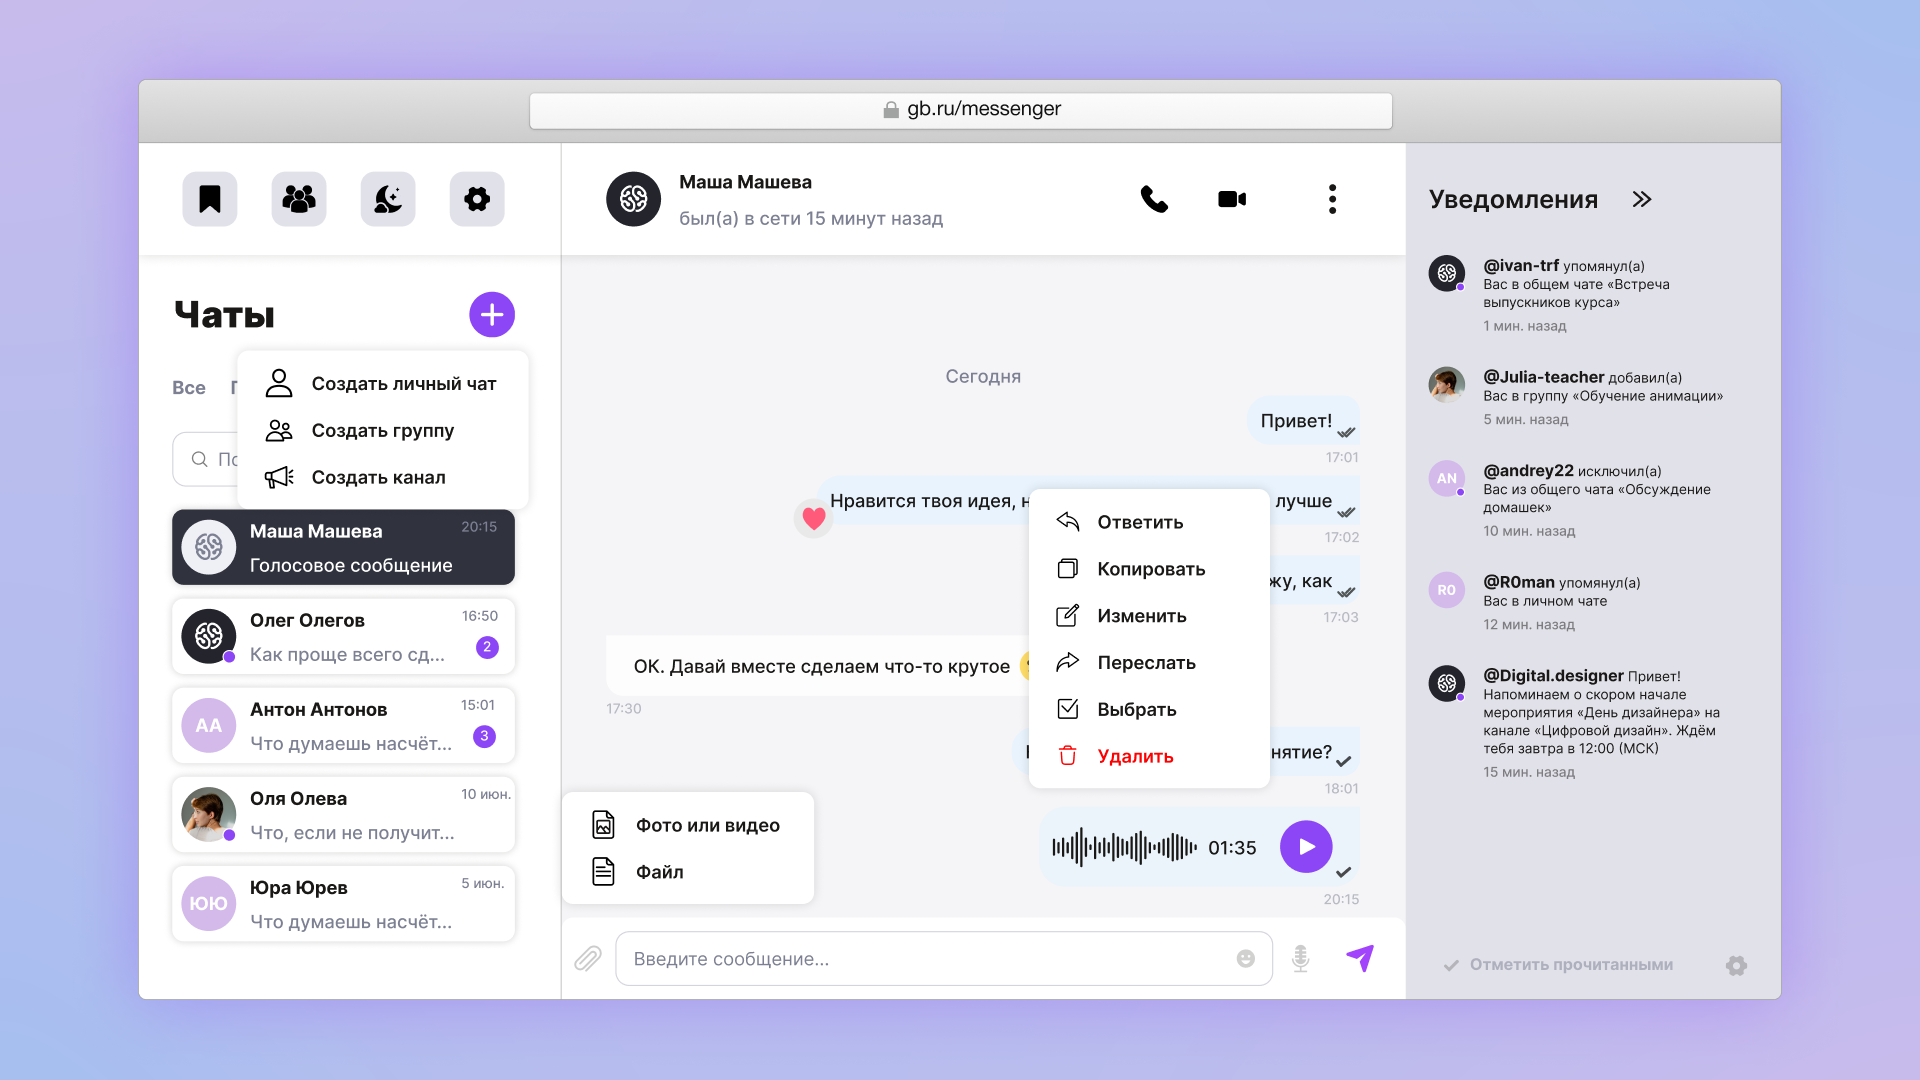 gb.ru/messenger
Чаты
Все
Создать личный чат
Создать группу
Создать канал
Маша Машева
20:15
Голосовое сообщение
Олег Олегов
16:50
Как проще всего сд...
2
АА
Антон Антонов
15:01
Что думаешь насчёт...
3
Оля Олева
10 июн.
Что, если не получит...
ЮЮ
Юра Юрев
5 июн.
Что думаешь насчёт...
Маша Машева
был(а) в сети 15 минут назад
Сегодня
Привет!
17:01
Нравится твоя идея,
лучше
17:02
как
17:03
ОК. Давай вместе сделаем что-то крутое
17:30
18:01
Ответить
Копировать
Изменить
Переслать
Выбрать
Удалить
Фото или видео
Файл
01:35
20:15
Введите сообщение...
Уведомления
@ivan-trf упомянул(а)
Вас в общем чате «Встреча
выпускников курса»
1 мин. назад
@Julia-teacher добавил(а)
Вас в группу «Обучение анимации»
5 мин. назад
AN
@andrey22 исключил(а)
Вас из общего чата «Обсуждение
домашек»
10 мин. назад
R0
@R0man упомянул(а)
Вас в личном чате
12 мин. назад
@Digital.designer Привет!
Напоминаем о скором начале
мероприятия «День дизайнера» на
канале «Цифровой дизайн». Ждём
тебя завтра в 12:00 (МСК)
15 мин. назад
Отметить прочитанными